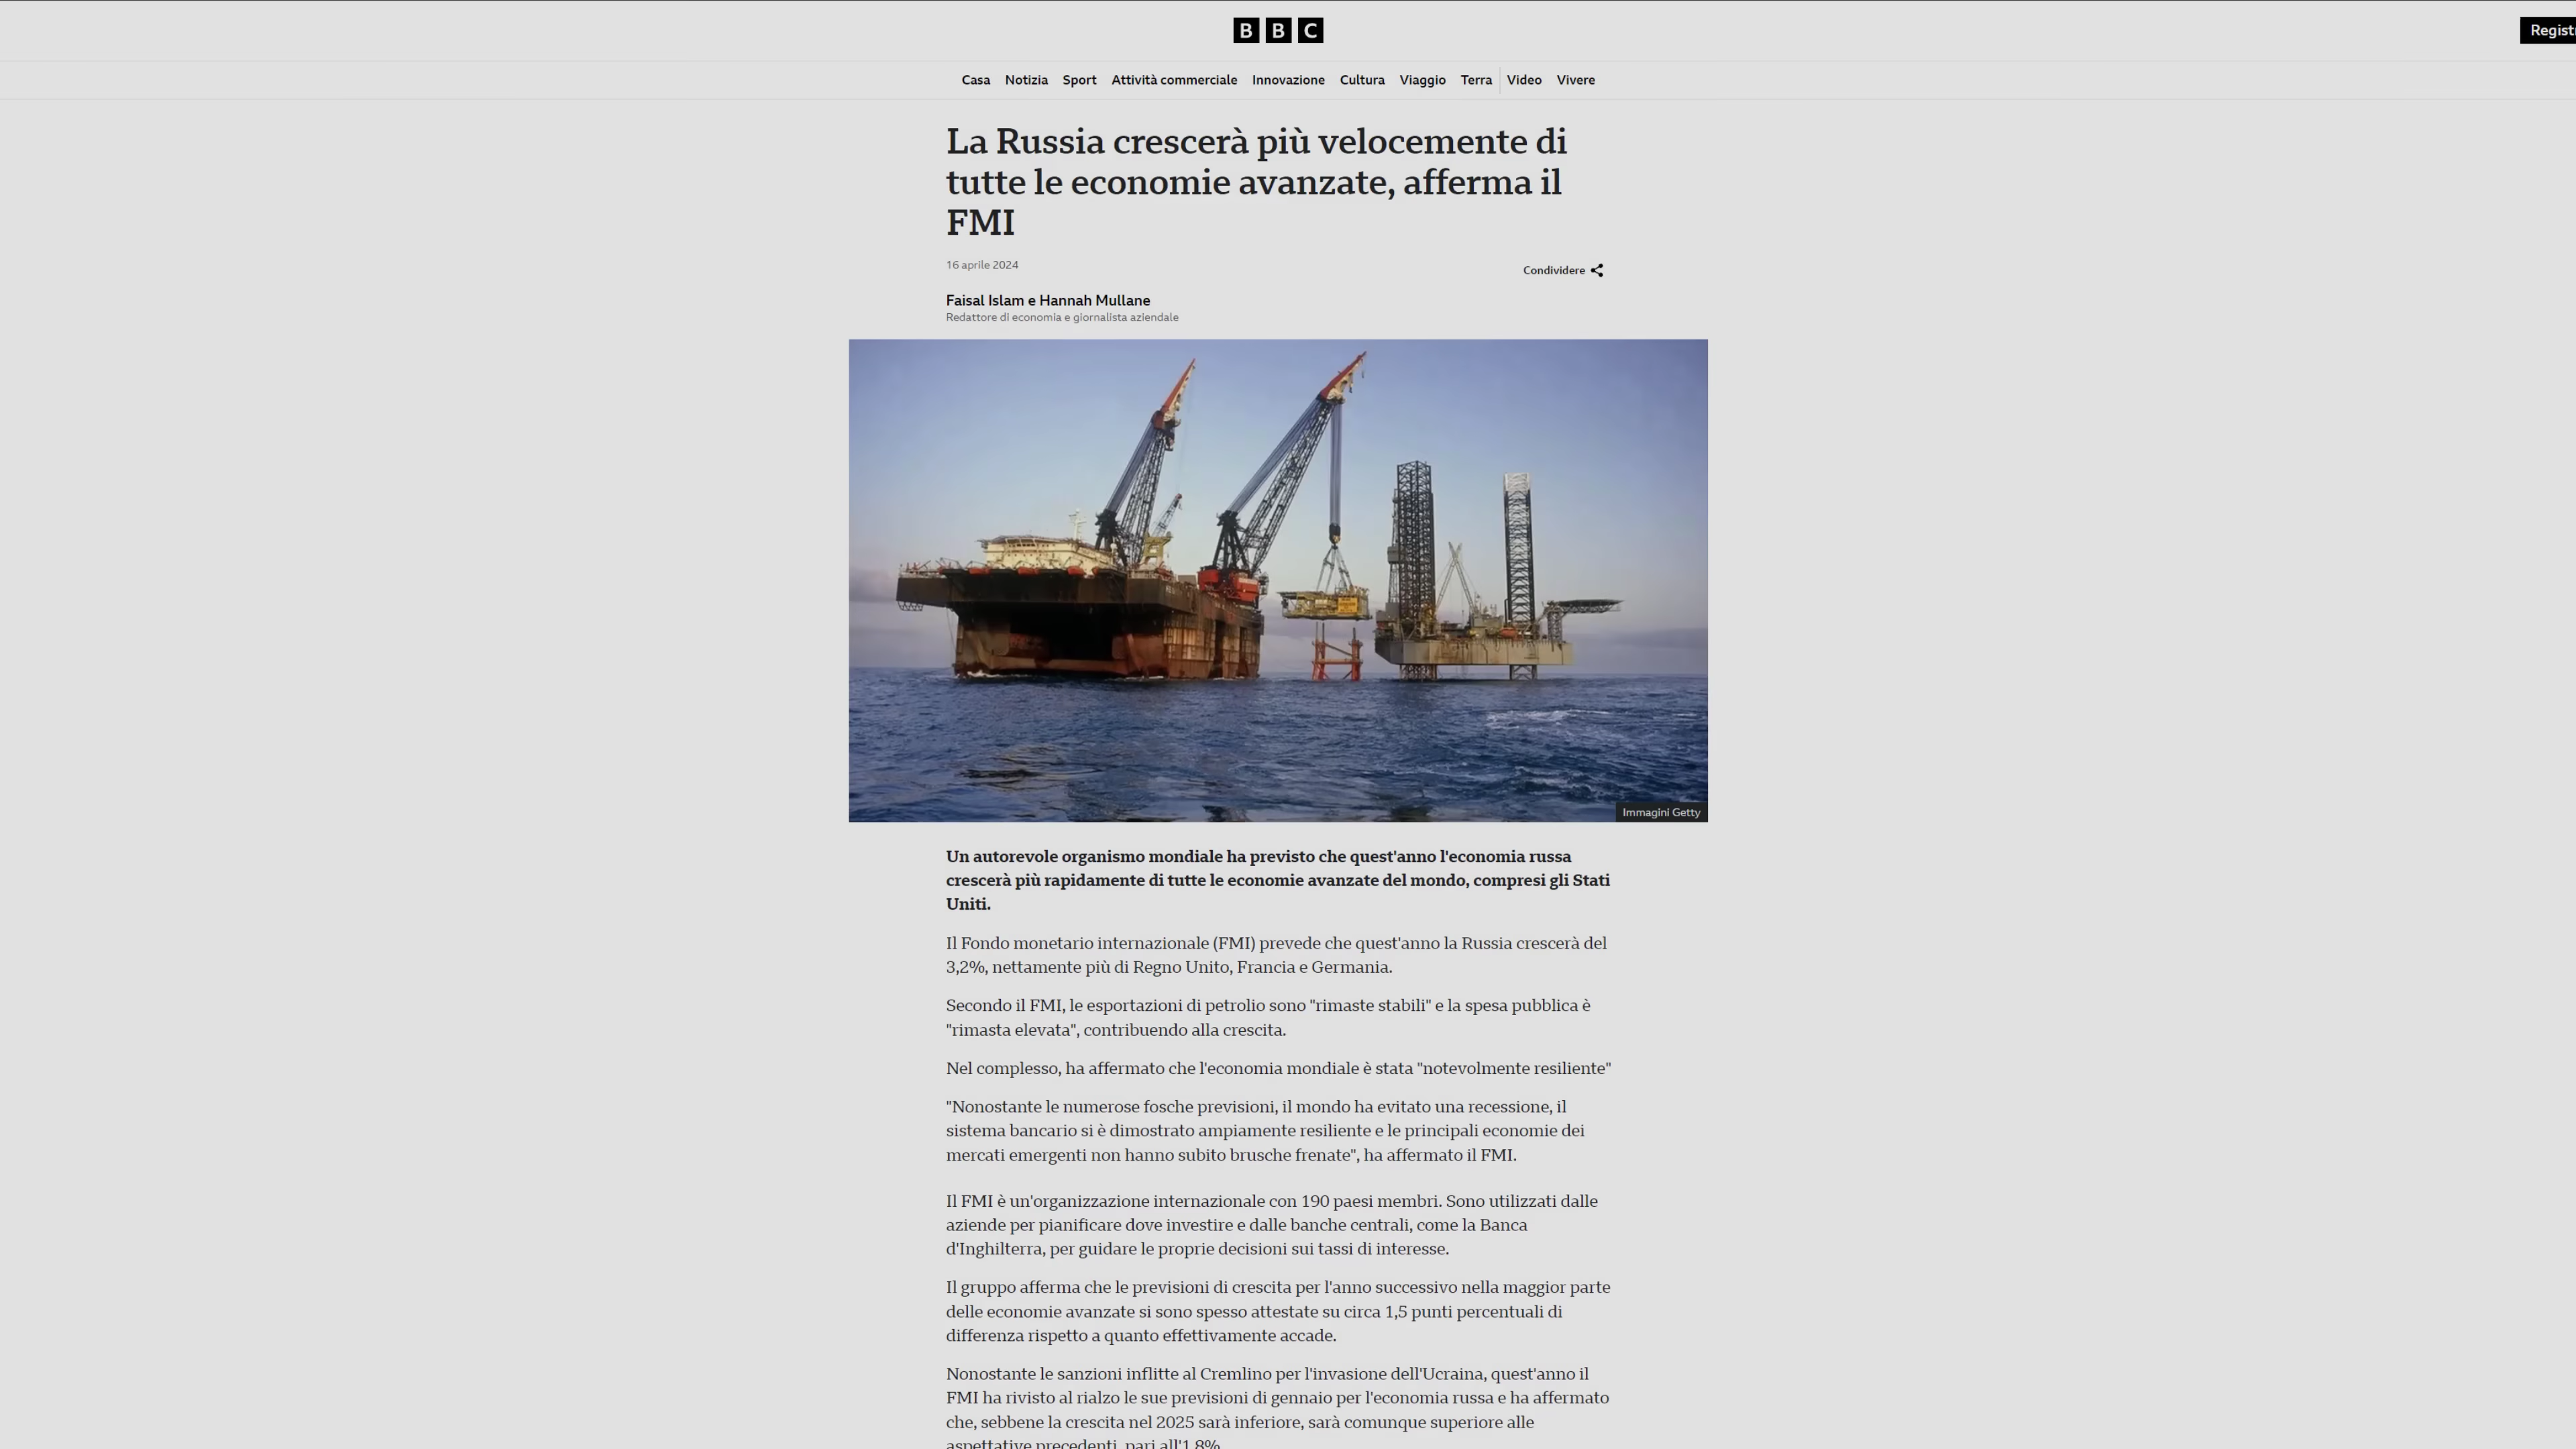 BBC
Regist
Casa Notizia Sport Attività commerciale Innovazione Cultura Viaggio Terra Video Vivere
La Russia crescerà più velocemente di
tutte le economie avanzate, afferma il
FMI
16 aprile 2024
Condividere
Faisal Islam e Hannah Mullane
Redattore di economia e giornalista aziendale
Immagini Getty
Un autorevole organismo mondiale ha previsto che quest'anno l'economia russa
crescerà più rapidamente di tutte le economie avanzate del mondo, compresi gli Stati
Uniti.
Il Fondo monetario internazionale (FMI) prevede che quest'anno la Russia crescerà del
3,2%, nettamente più di Regno Unito, Francia e Germania.
Secondo il FMI, le esportazioni di petrolio sono "rimaste stabili" e la spesa pubblica è
"rimasta elevata", contribuendo alla crescita.
Nel complesso, ha affermato che l'economia mondiale è stata "notevolmente resiliente"
"Nonostante le numerose fosche previsioni, il mondo ha evitato una recessione, il
sistema bancario si è dimostrato ampiamente resiliente e le principali economie dei
mercati emergenti non hanno subito brusche frenate", ha affermato il FMI.
Il FMI è un'organizzazione internazionale con 190 paesi membri. Sono utilizzati dalle
aziende per pianificare dove investire e dalle banche centrali, come la Banca
d'Inghilterra, per guidare le proprie decisioni sui tassi di interesse.
Il gruppo afferma che le previsioni di crescita per l'anno successivo nella maggior parte
delle economie avanzate si sono spesso attestate su circa 1,5 punti percentuali di
differenza rispetto a quanto effettivamente accade.
Nonostante le sanzioni inflitte al Cremlino per l'invasione dell'Ucraina, quest'anno il
FMI ha rivisto al rialzo le sue previsioni di gennaio per l'economia russa e ha affermato
che, sebbene la crescita nel 2025 sarà inferiore, sarà comunque superiore alle
aspettative precedenti, pari all'1,8%.